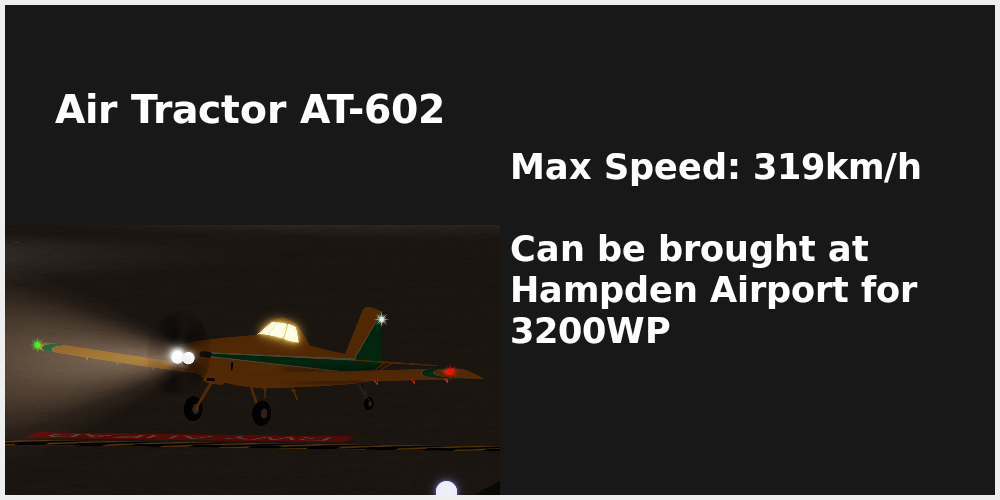 Air Tractor AT-602
Max Speed: 319km/h
Can be brought at
Hampden Airport for
3200WP